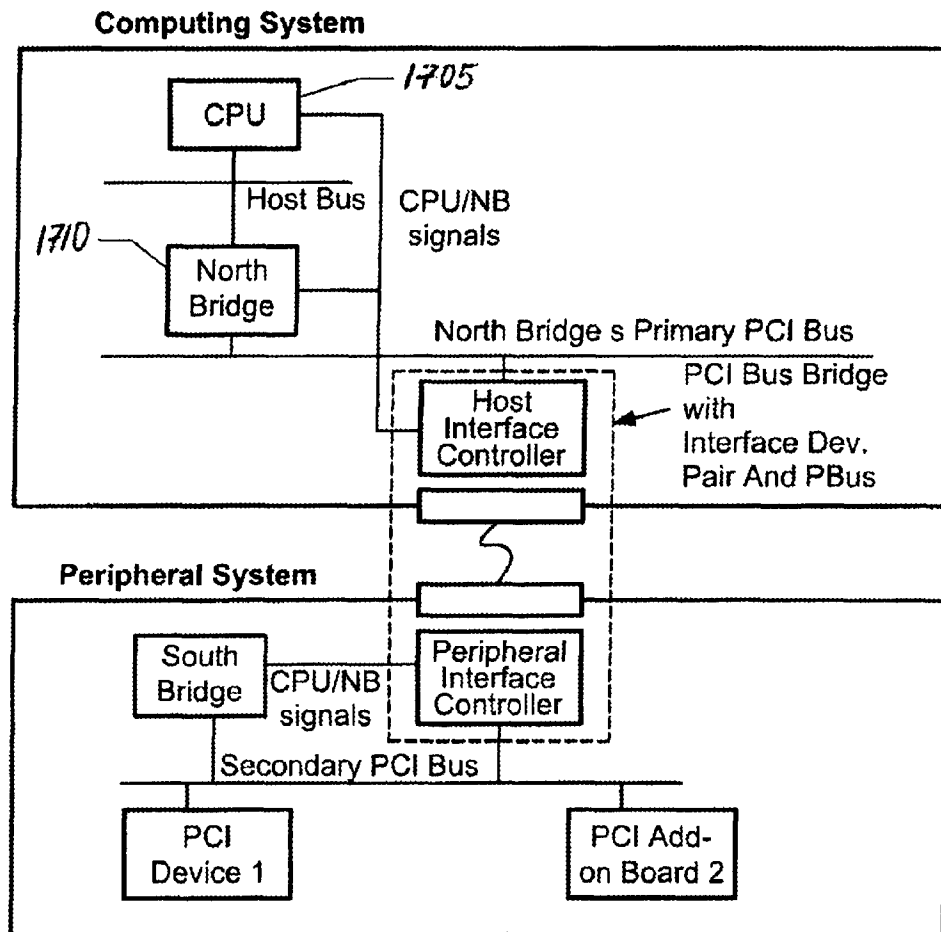 Computing System
1705
CPU
Host Bus
CPU/NB
signals
1710
North
Bridge
North Bridge s Primary PCI Bus
PCI Bus Bridge
with
Interface Dev.
Pair And PBus
Host
Interface
Controller
Peripheral System
South
Bridge
CPU/NB
signals
Peripheral
Interface
Controller
Secondary PCI Bus
PCI
Device 1
PCI Add-
on Board 2